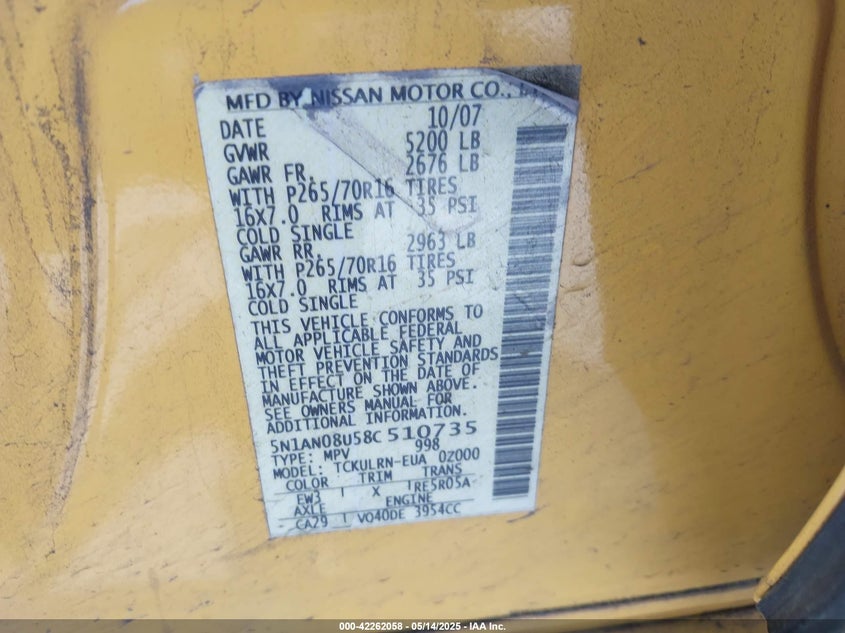 MFD BY NISSAN MOTOR CO.,
DATE 10/07
GVWR 5200 LB
GAWR FR. 2676 LB
WITH P265/70R16 TIRES
16X7.0 RIMS AT 35 PSI
COLD SINGLE
GAWR RR. 2963 LB
WITH P265/70R16 TIRES
16X7.0 RIMS AT 35 PSI
COLD SINGLE
THIS VEHICLE CONFORMS TO
ALL APPLICABLE FEDERAL
MOTOR VEHICLE SAFETY AND
THEFT PREVENTION STANDARDS
IN EFFECT ON THE DATE OF
MANUFACTURE SHOWN ABOVE.
SEE OWNERS MANUAL FOR
ADDITIONAL INFORMATION.
5N1AN08U58C510735
TYPE: MPV 998
MODEL: TCKULRN-EUA 02000
COLOR TRIM TRANS
EW3 X RE5R05A
AXLE ENGINE
CA29 VQ40DE 3954CC
000-42262058 - 05/14/2025 - IAA Inc.